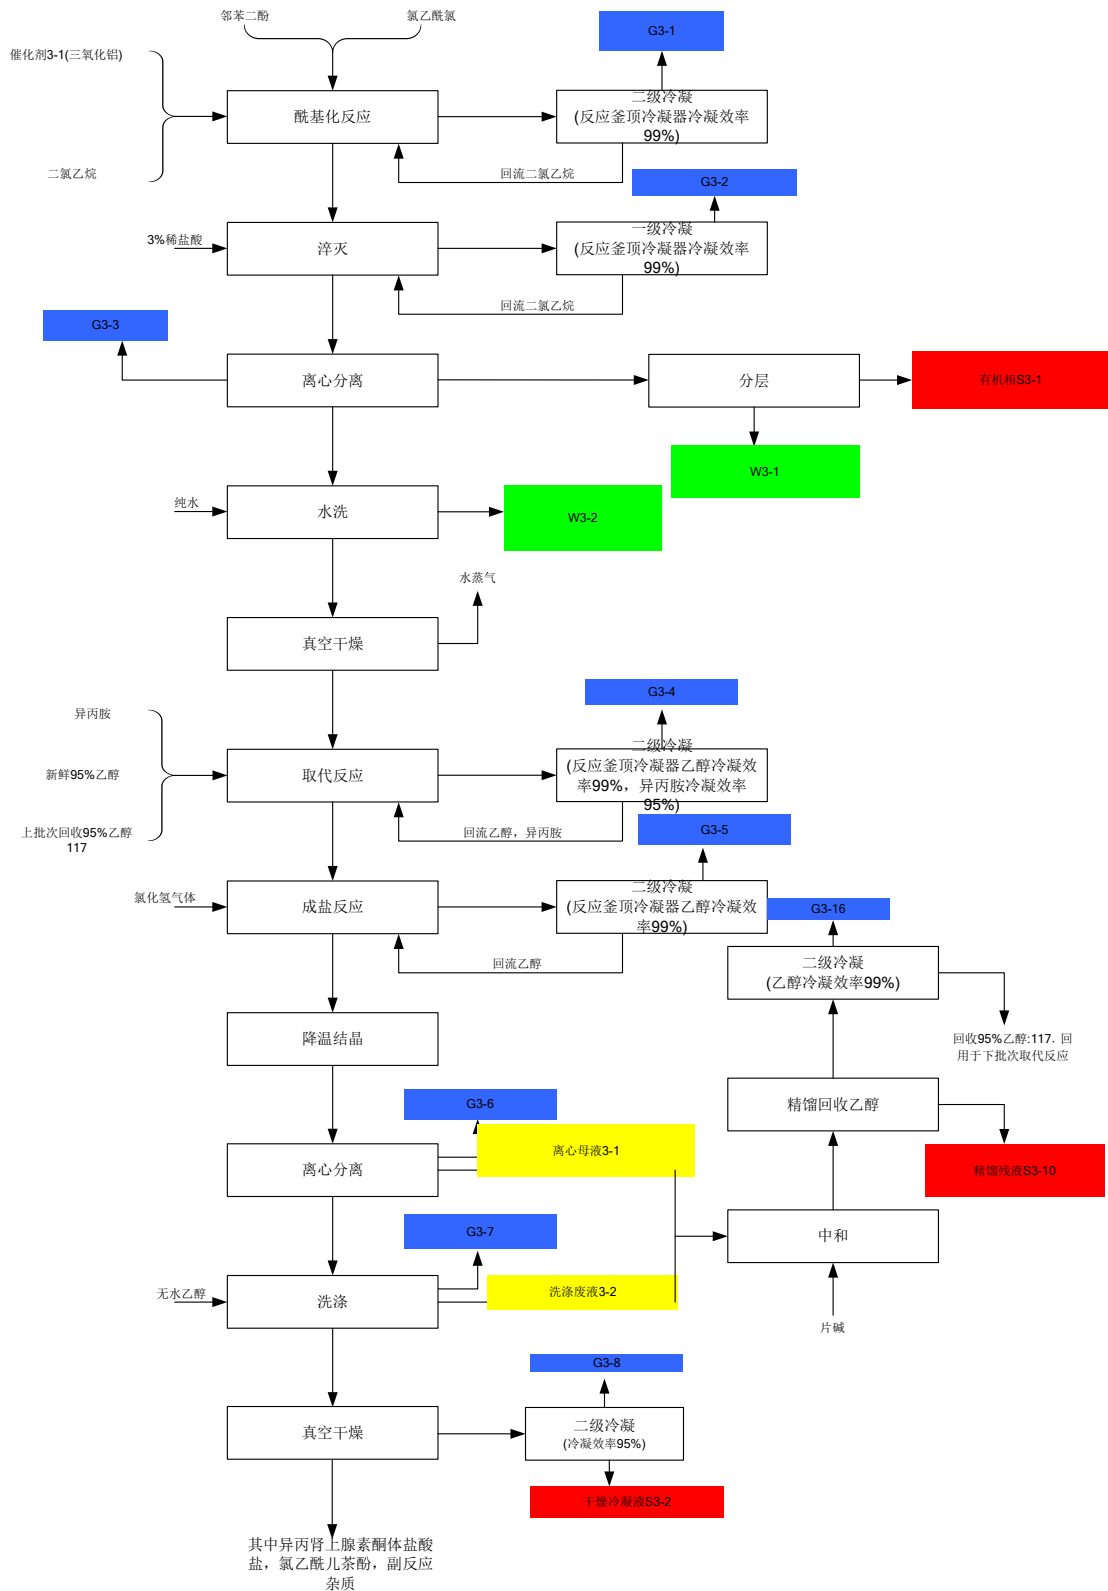 邻苯二酚
氯乙酰氯
G3-1
催化剂3-1(三氧化铝)
酰基化反应
二级冷凝
(反应釜顶冷凝器冷凝效率
99%)
二氯乙烷
回流二氯乙烷
G3-2
3%稀盐酸
淬灭
一级冷凝
(反应釜顶冷凝器冷凝效率
99%)
回流二氯乙烷
G3-3
离心分离
分层
有机相S3-1
W3-1
纯水
水洗
W3-2
水蒸气
真空干燥
异丙胺
G3-4
新鲜95%乙醇
取代反应
二级冷凝
(反应釜顶冷凝器乙醇冷凝效
率99%，异丙胺冷凝效率
95%)
上批次回收95%乙醇
117
回流乙醇，异丙胺
G3-5
氯化氢气体
成盐反应
二级冷凝
(反应釜顶冷凝器乙醇冷凝效
率99%)
G3-16
回流乙醇
二级冷凝
(乙醇冷凝效率99%)
降温结晶
回收95%乙醇:117，回
用于下批次取代反应
G3-6
精馏回收乙醇
离心分离
离心母液3-1
精馏残液S3-10
G3-7
中和
无水乙醇
洗涤
洗涤废液3-2
片碱
G3-8
真空干燥
二级冷凝
(冷凝效率95%)
干燥冷凝液S3-2
其中异丙肾上腺素酮体盐酸
盐，氯乙酰儿茶酚，副反应
杂质